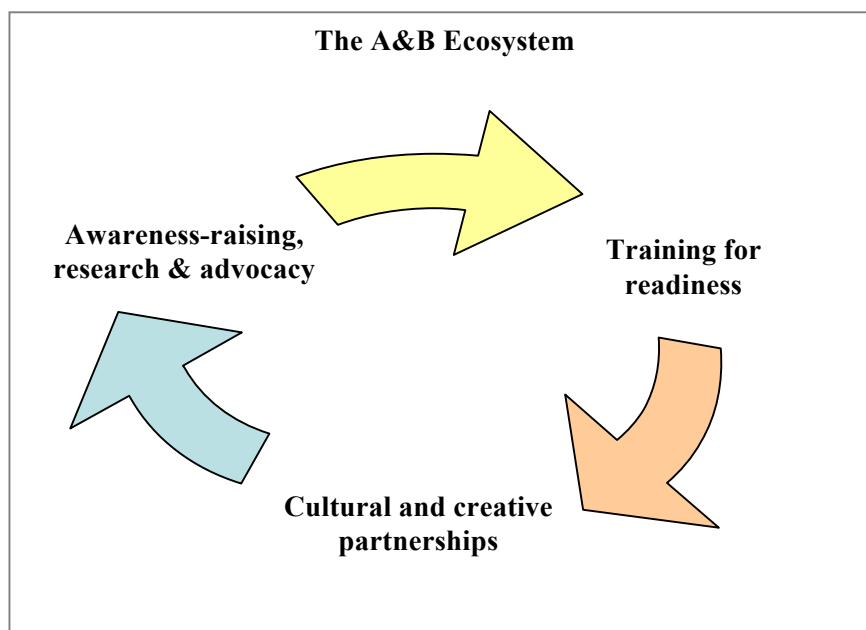 The A&B Ecosystem
Awareness-raising,
research & advocacy
Training for
readiness
Cultural and creative
partnerships